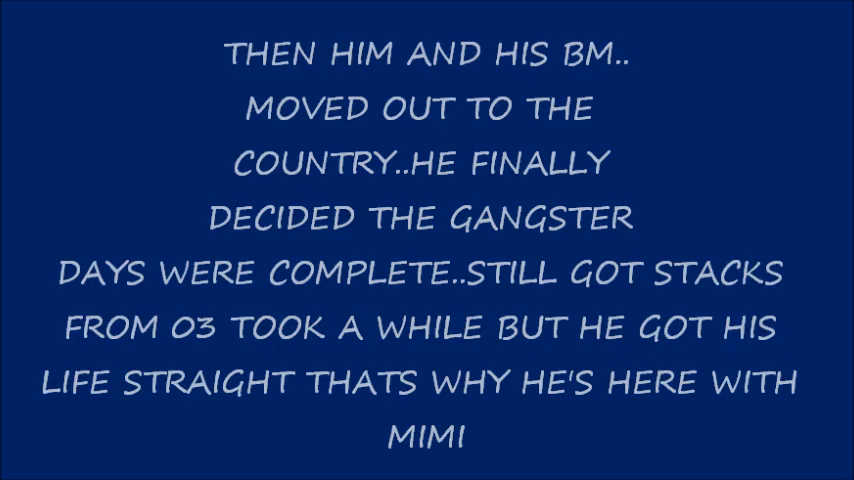 THEN HIM AND HIS BM..
MOVED OUT TO THE
COUNTRY..HE FINALLY
DECIDED THE GANGSTER
DAYS WERE COMPLETE..STILL GOT STACKS
FROM 03 TOOK A WHILE BUT HE GOT HIS
LIFE STRAIGHT THATS WHY HE'S HERE WITH
MIMI